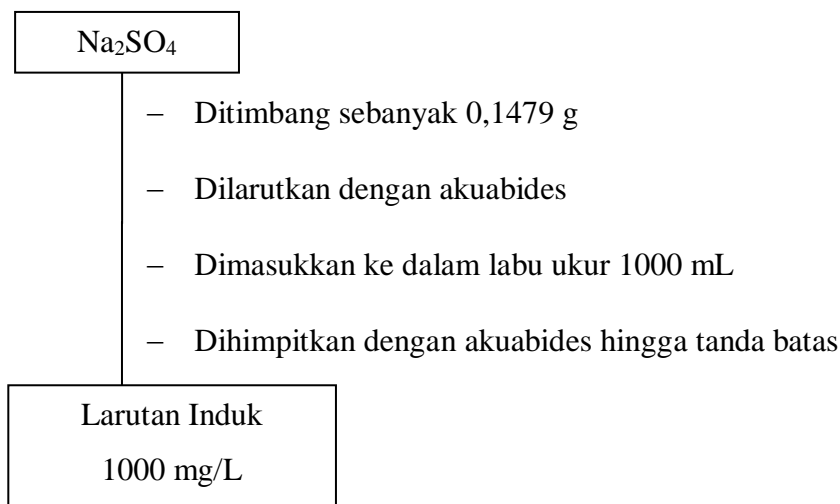 Na₂SO₄
– Ditimbang sebanyak 0,1479 g
– Dilarutkan dengan akuabides
– Dimasukkan ke dalam labu ukur 1000 mL
– Dihimpitkan dengan akuabides hingga tanda batas
Larutan Induk
1000 mg/L